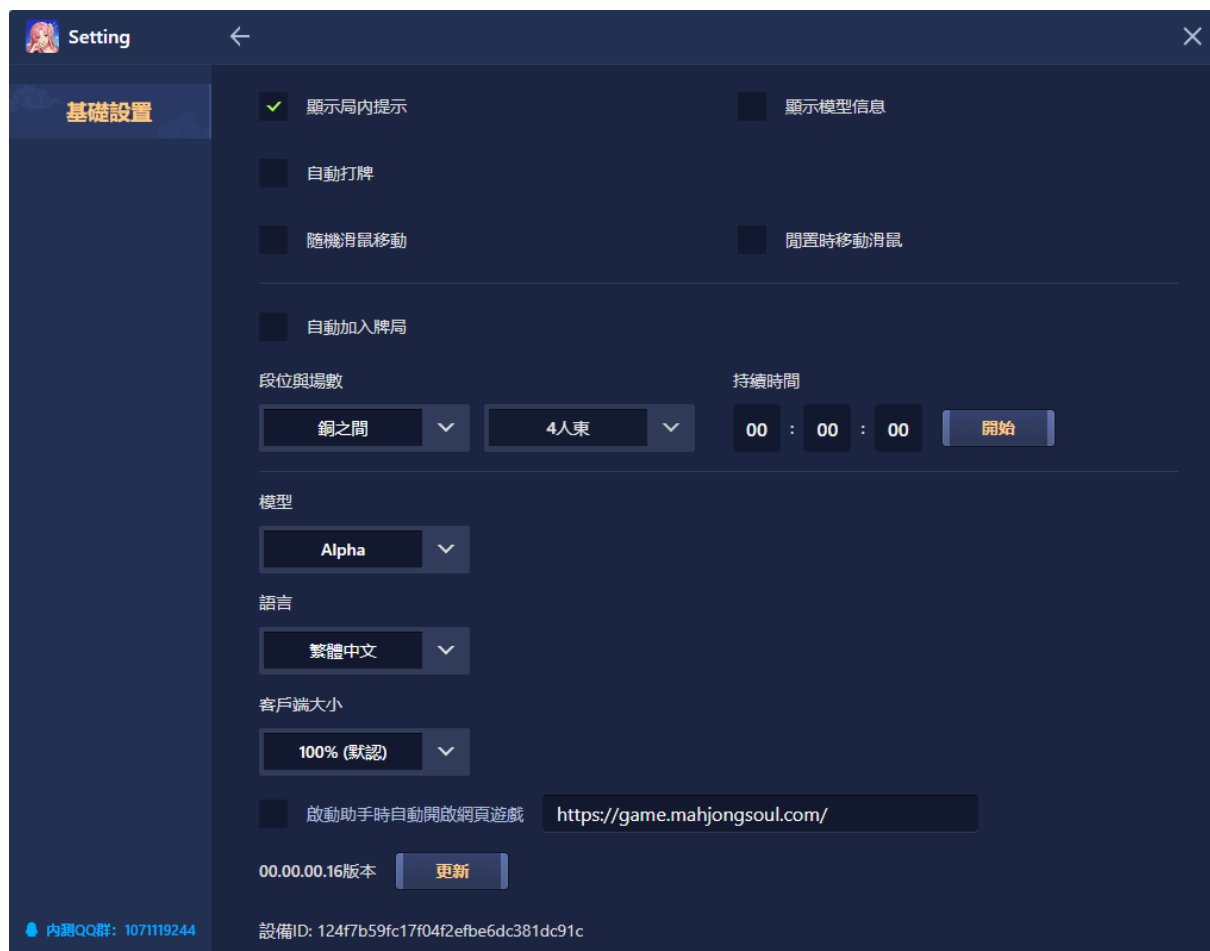 Setting
基礎設置
顯示局内提示
顯示模型信息
自動打牌
隨機滑鼠移動
閒置時移動滑鼠
自動加入牌局
段位與場數
持續時間
銅之間
4人東
00 : 00 : 00
開始
模型
Alpha
語言
繁體中文
客戶端大小
100% (默認)
啟動助手時自動開啟網頁遊戲
https://game.mahjongsoul.com/
00.00.00.16版本
更新
内測QQ群：1071119244
設備ID: 124f7b59fc17f04f2efbe6dc381dc91c